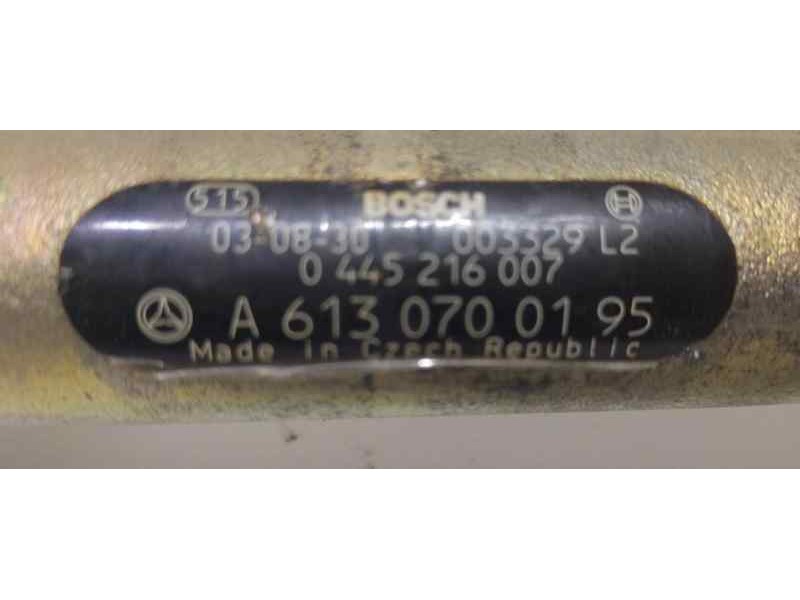 515 BOSCH
03-08-30 003329 L2
0 445 216 007
A 613 070 01 95
Made in Czech Republic